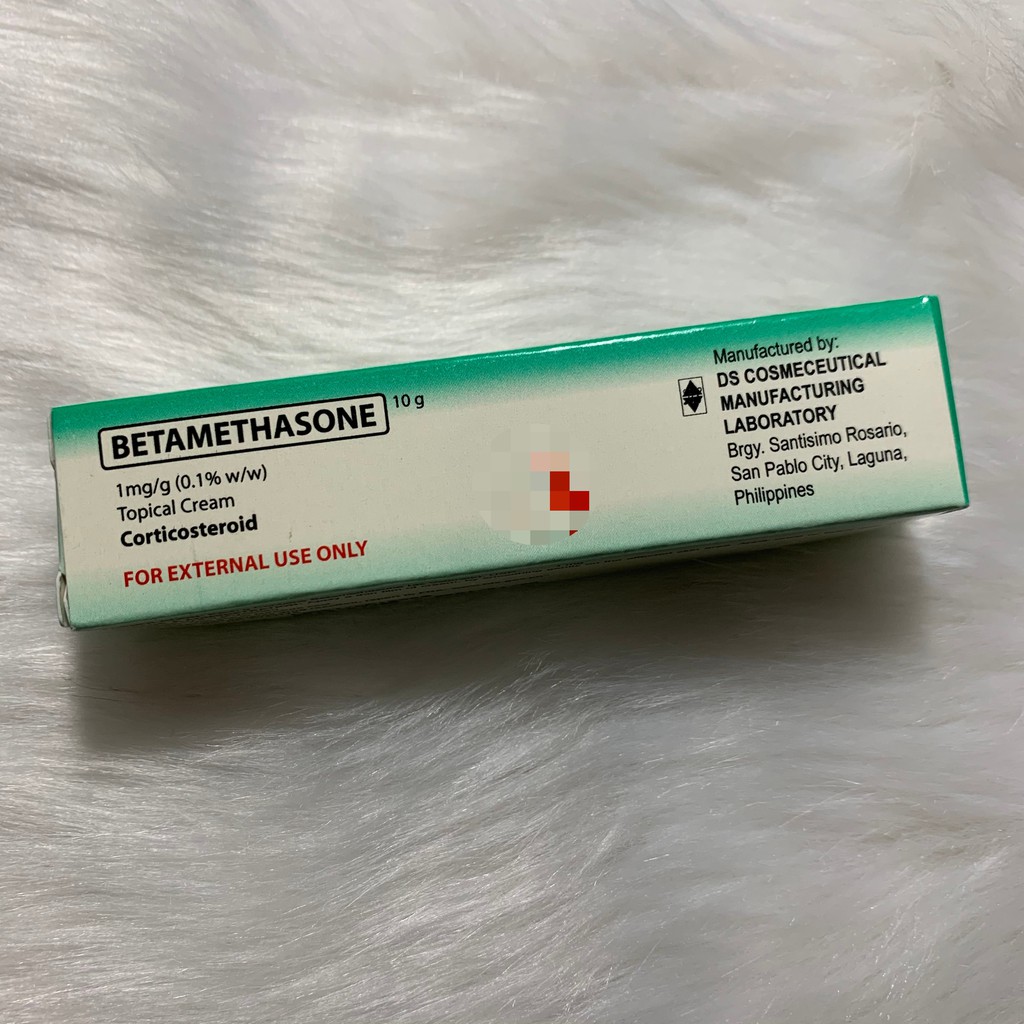 BETAMETHASONE 10 g
1mg/g (0.1% w/w)
Topical Cream
Corticosteroid
FOR EXTERNAL USE ONLY
Manufactured by:
DS COSMECEUTICAL
MANUFACTURING
LABORATORY
Brgy. Santisimo Rosario,
San Pablo City, Laguna,
Philippines